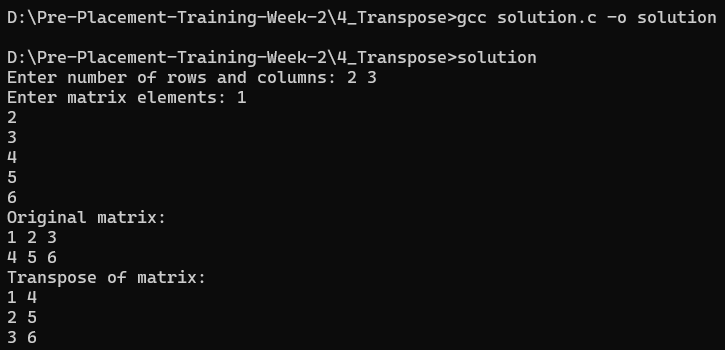 D:\Pre-Placement-Training-Week-2\4_Transpose>gcc solution.c -o solution
D:\Pre-Placement-Training-Week-2\4_Transpose>solution
Enter number of rows and columns: 2 3
Enter matrix elements: 1
2
3
4
5
6
Original matrix:
1 2 3
4 5 6
Transpose of matrix:
1 4
2 5
3 6